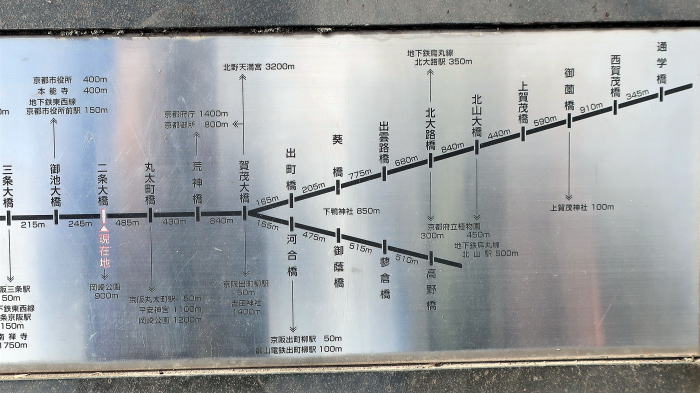 京都市役所 400m
本能寺 400m
地下鉄東西線
京都市役所前駅 150m
北野天満宮 3200m
京都府庁 1400m
京都御所 800m
地下鉄烏丸線
北大路駅 350m
三条大橋
215m
御池大橋
245m
二条大橋
485m
丸太町橋
430m
荒神橋
840m
賀茂大橋
165m
出町橋
205m
葵橋
775m
出雲路橋
680m
北大路橋
840m
北山大橋
440m
上賀茂橋
590m
御薗橋
910m
西賀茂橋
345m
通学橋
165m
河合橋
475m
御蔭橋
515m
蓼倉橋
510m
高野橋
下鴨神社 850m
京都府立植物園
300m 450m
地下鉄烏丸線
北山駅 500m
上賀茂神社 100m
▲現在地
岡崎公園
900m
京阪丸太町駅 50m
平安神宮 1100m
岡崎公園 1200m
京阪出町柳駅
50m
吉田神社
1400m
京阪出町柳駅 50m
叡山電鉄出町柳駅 100m
阪三条駅
50m
下鉄東西線
条京阪駅
150m
南禅寺
1750m